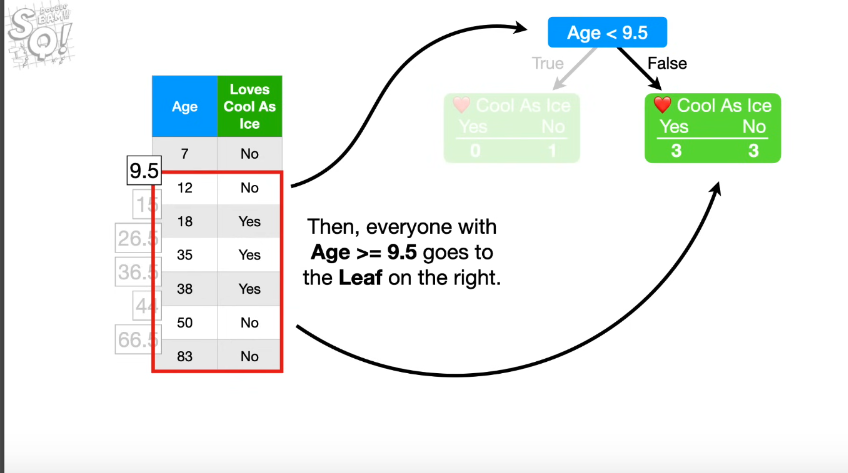 Age < 9.5
True
False
❤️ Cool As Ice
Yes No
0 1
❤️ Cool As Ice
Yes No
3 3
Age
Loves
Cool As
Ice
7 No
12 No
18 Yes
35 Yes
38 Yes
50 No
83 No
9.5
15
26.5
36.5
44
66.5
Then, everyone with
Age >= 9.5 goes to
the Leaf on the right.